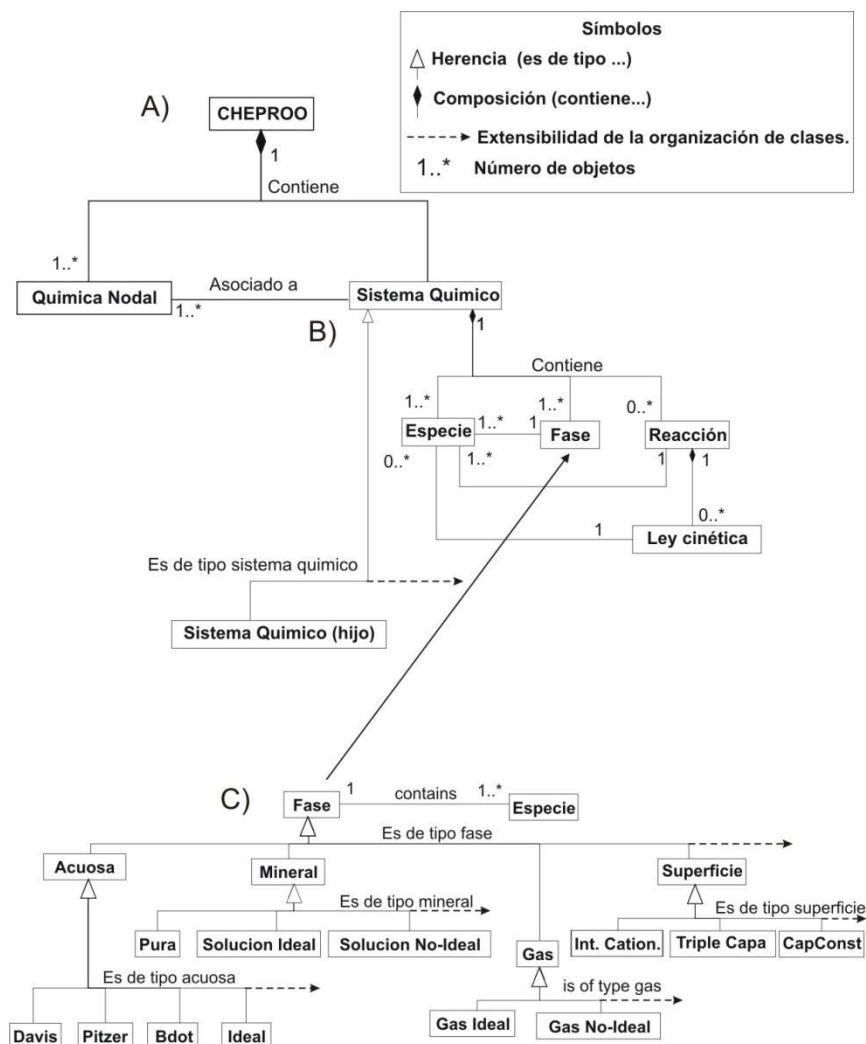 Símbolos
Herencia (es de tipo ...)
Composición (contiene...)
Extensibilidad de la organización de clases.
1..* Número de objetos
A)
CHEPROO
1
Contiene
1..*
Quimica Nodal
1..*
Asociado a
Sistema Quimico
B)
1
Contiene
1..*
1..*
0..*
Especie
1..*
1
Fase
Reacción
0..*
1..*
1
1
0..*
1
Ley cinética
Es de tipo sistema quimico
Sistema Quimico (hijo)
C)
Fase
1
contains
1..*
Especie
Es de tipo fase
Acuosa
Mineral
Superficie
Es de tipo mineral
Es de tipo superficie
Pura
Solucion Ideal
Solucion No-Ideal
Gas
Int. Cation.
Triple Capa
CapConst
Es de tipo acuosa
is of type gas
Davis
Pitzer
Bdot
Ideal
Gas Ideal
Gas No-Ideal